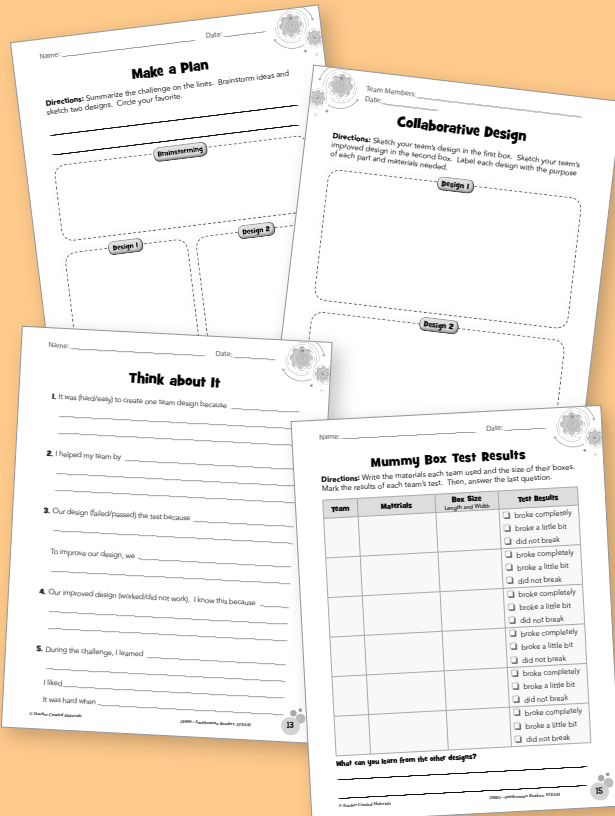 Name:
Date:
Make a Plan
Directions: Summarize the challenge on the lines. Brainstorm ideas and
sketch two designs. Circle your favorite.
Brainstorming
Design 1
Design 2
Team Members:
Date:
Collaborative Design
Directions: Sketch your team's design in the first box. Sketch your team's
improved design in the second box. Label each design with the purpose
of each part and materials needed.
Design 1
Design 2
Name:
Date:
Think about It
1. It was (hard/easy) to create one team design because
2. I helped my team by
3. Our design (failed/passed) the test because
To improve our design, we
4. Our improved design (worked/did not work). I know this because
5. During the challenge, I learned
I liked
It was hard when
© Teacher Created Materials
—Smithsonian Readers, STEAM
13
Name:
Date:
Mummy Box Test Results
Directions: Write the materials each team used and the size of their boxes.
Mark the results of each team's test. Then, answer the last question.
Team
Materials
Box Size
Length and Width
Test Results
broke completely
broke a little bit
did not break
broke completely
broke a little bit
did not break
broke completely
broke a little bit
did not break
broke completely
broke a little bit
did not break
broke completely
broke a little bit
did not break
broke completely
broke a little bit
did not break
What can you learn from the other designs?
© Teacher Created Materials
—Smithsonian Readers, STEAM
15